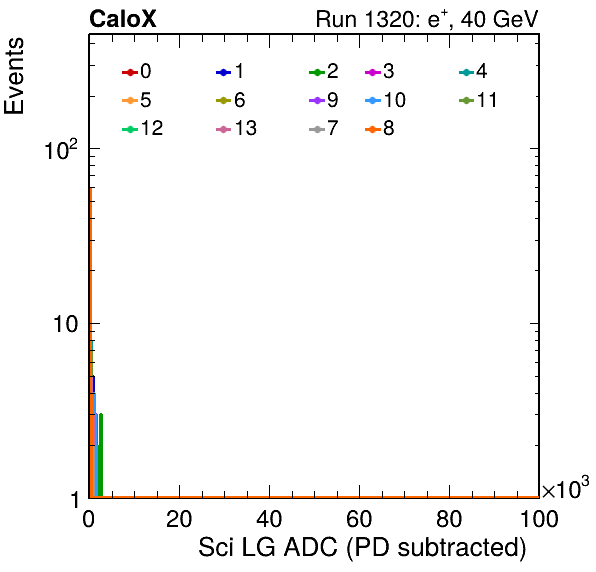 CaloX Run 1320: e⁺, 40 GeV
Events
0 1 2 3 4
5 6 9 10 11
12 13 7 8
10²
10
1
0 20 40 60 80 100 ×10³
Sci LG ADC (PD subtracted)